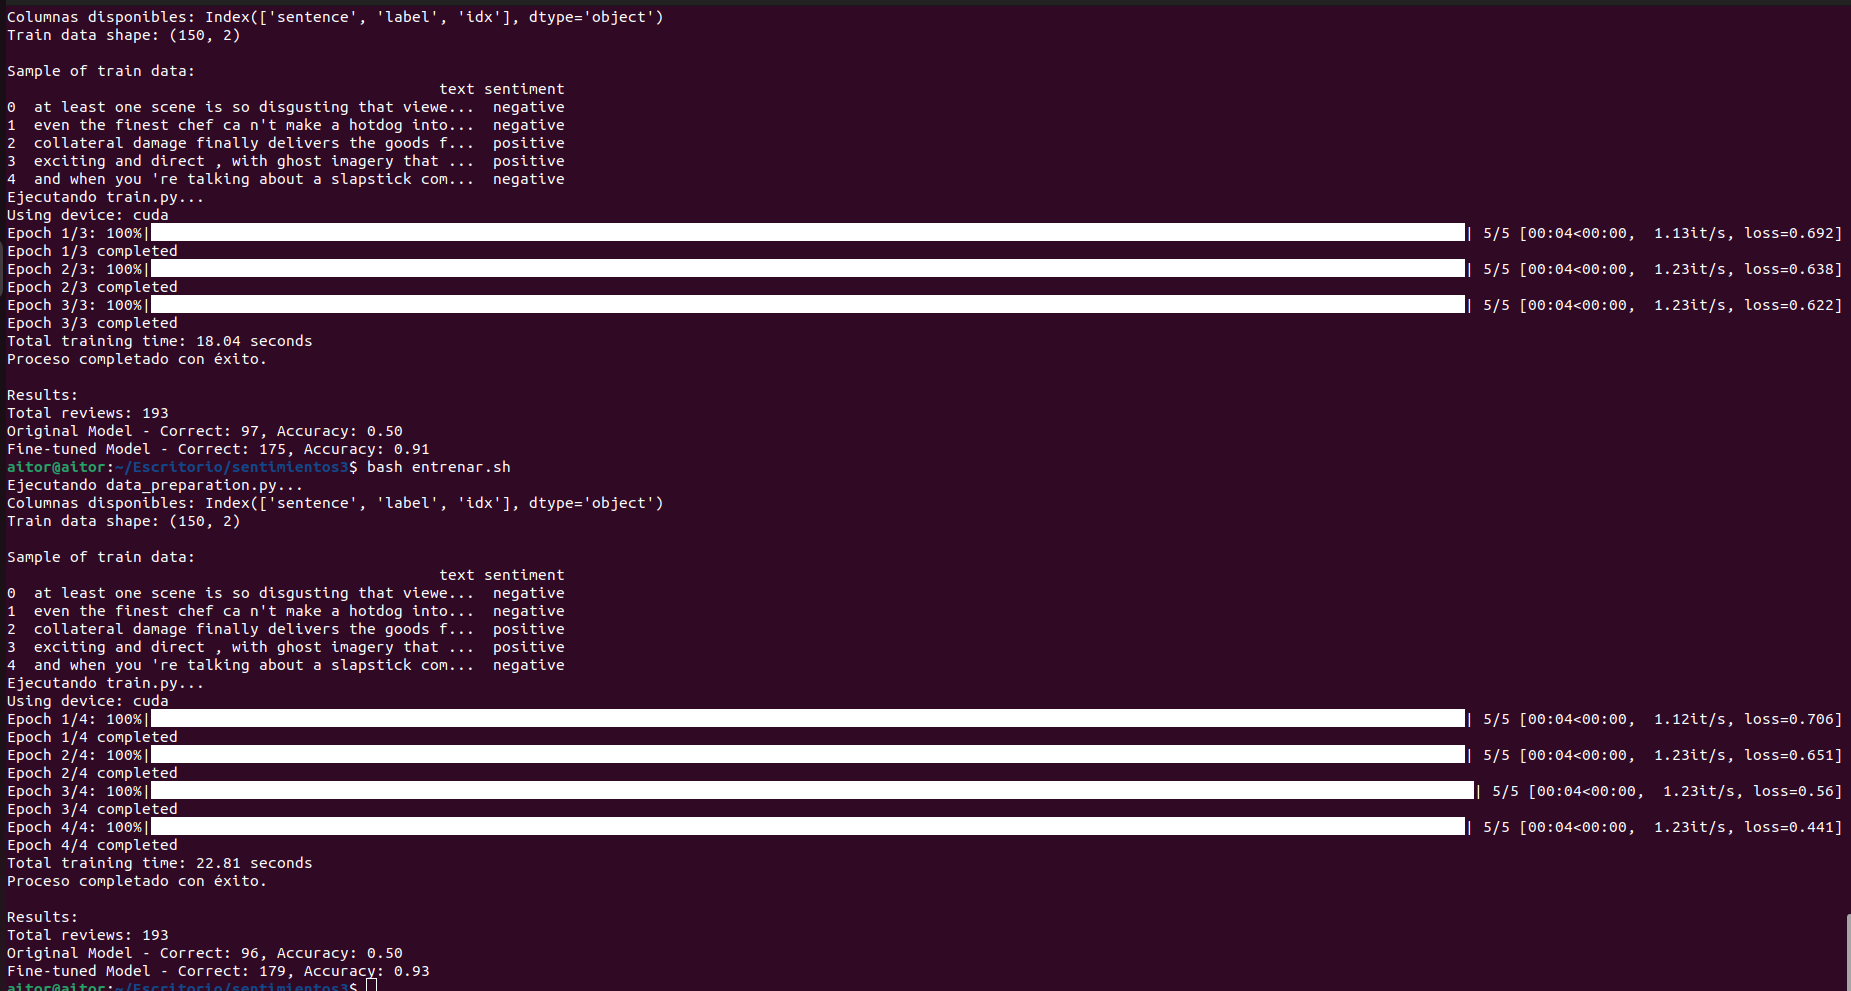 Columnas disponibles: Index(['sentence', 'label', 'idx'], dtype='object')
Train data shape: (150, 2)
Sample of train data:
text sentiment
0  at least one scene is so disgusting that viewe...  negative
1  even the finest chef ca n't make a hotdog into...  negative
2  collateral damage finally delivers the goods f...  positive
3  exciting and direct , with ghost imagery that ...  positive
4  and when you 're talking about a slapstick com...  negative
Ejecutando train.py...
Using device: cuda
Epoch 1/3: 100%| | 5/5 [00:04<00:00,  1.13it/s, loss=0.692]
Epoch 1/3 completed
Epoch 2/3: 100%| | 5/5 [00:04<00:00,  1.23it/s, loss=0.638]
Epoch 2/3 completed
Epoch 3/3: 100%| | 5/5 [00:04<00:00,  1.23it/s, loss=0.622]
Epoch 3/3 completed
Total training time: 18.04 seconds
Proceso completado con éxito.
Results:
Total reviews: 193
Original Model - Correct: 97, Accuracy: 0.50
Fine-tuned Model - Correct: 175, Accuracy: 0.91
aitor@aitor:~/Escritorio/sentimientos3$ bash entrenar.sh
Ejecutando data_preparation.py...
Columnas disponibles: Index(['sentence', 'label', 'idx'], dtype='object')
Train data shape: (150, 2)
Sample of train data:
text sentiment
0  at least one scene is so disgusting that viewe...  negative
1  even the finest chef ca n't make a hotdog into...  negative
2  collateral damage finally delivers the goods f...  positive
3  exciting and direct , with ghost imagery that ...  positive
4  and when you 're talking about a slapstick com...  negative
Ejecutando train.py...
Using device: cuda
Epoch 1/4: 100%| | 5/5 [00:04<00:00,  1.12it/s, loss=0.706]
Epoch 1/4 completed
Epoch 2/4: 100%| | 5/5 [00:04<00:00,  1.23it/s, loss=0.651]
Epoch 2/4 completed
Epoch 3/4: 100%| | 5/5 [00:04<00:00,  1.23it/s, loss=0.56]
Epoch 3/4 completed
Epoch 4/4: 100%| | 5/5 [00:04<00:00,  1.23it/s, loss=0.441]
Epoch 4/4 completed
Total training time: 22.81 seconds
Proceso completado con éxito.
Results:
Total reviews: 193
Original Model - Correct: 96, Accuracy: 0.50
Fine-tuned Model - Correct: 179, Accuracy: 0.93
aitor@aitor:~/Escritorio/sentimientos3$